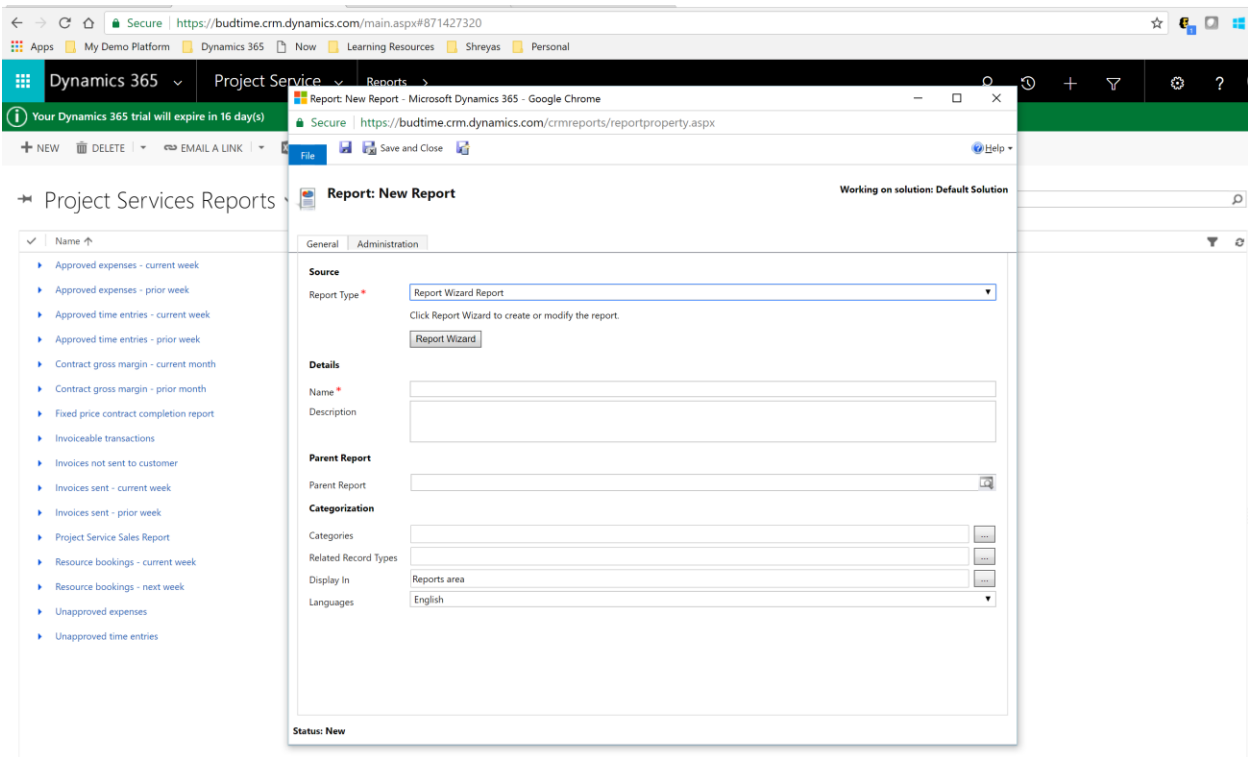 Secure https://budtime.crm.dynamics.com/main.aspx#871427320
Apps My Demo Platform Dynamics 365 Now Learning Resources Shreyas Personal
Dynamics 365 Project Service Reports >
Your Dynamics 365 trial will expire in 16 day(s)
+ NEW DELETE EMAIL A LINK
Project Services Reports
Name
Approved expenses - current week
Approved expenses - prior week
Approved time entries - current week
Approved time entries - prior week
Contract gross margin - current month
Contract gross margin - prior month
Fixed price contract completion report
Invoiceable transactions
Invoices not sent to customer
Invoices sent - current week
Invoices sent - prior week
Project Service Sales Report
Resource bookings - current week
Resource bookings - next week
Unapproved expenses
Unapproved time entries
Report: New Report - Microsoft Dynamics 365 - Google Chrome
Secure https://budtime.crm.dynamics.com/crmreports/reportproperty.aspx
File Save and Close Help
Report: New Report Working on solution: Default Solution
General Administration
Source
Report Type * Report Wizard Report
Click Report Wizard to create or modify the report.
Report Wizard
Details
Name *
Description
Parent Report
Parent Report
Categorization
Categories ...
Related Record Types ...
Display In Reports area ...
Languages English
Status: New